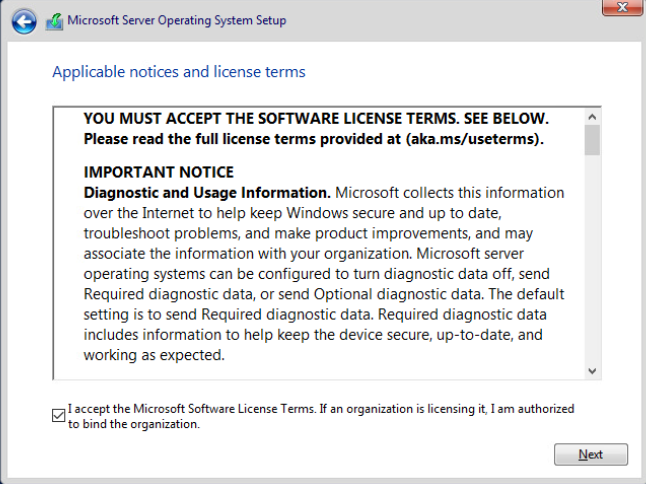 Microsoft Server Operating System Setup
Applicable notices and license terms
YOU MUST ACCEPT THE SOFTWARE LICENSE TERMS. SEE BELOW.
Please read the full license terms provided at (aka.ms/useterms).
IMPORTANT NOTICE
Diagnostic and Usage Information. Microsoft collects this information
over the Internet to help keep Windows secure and up to date,
troubleshoot problems, and make product improvements, and may
associate the information with your organization. Microsoft server
operating systems can be configured to turn diagnostic data off, send
Required diagnostic data, or send Optional diagnostic data. The default
setting is to send Required diagnostic data. Required diagnostic data
includes information to help keep the device secure, up-to-date, and
working as expected.
I accept the Microsoft Software License Terms. If an organization is licensing it, I am authorized
to bind the organization.
Next